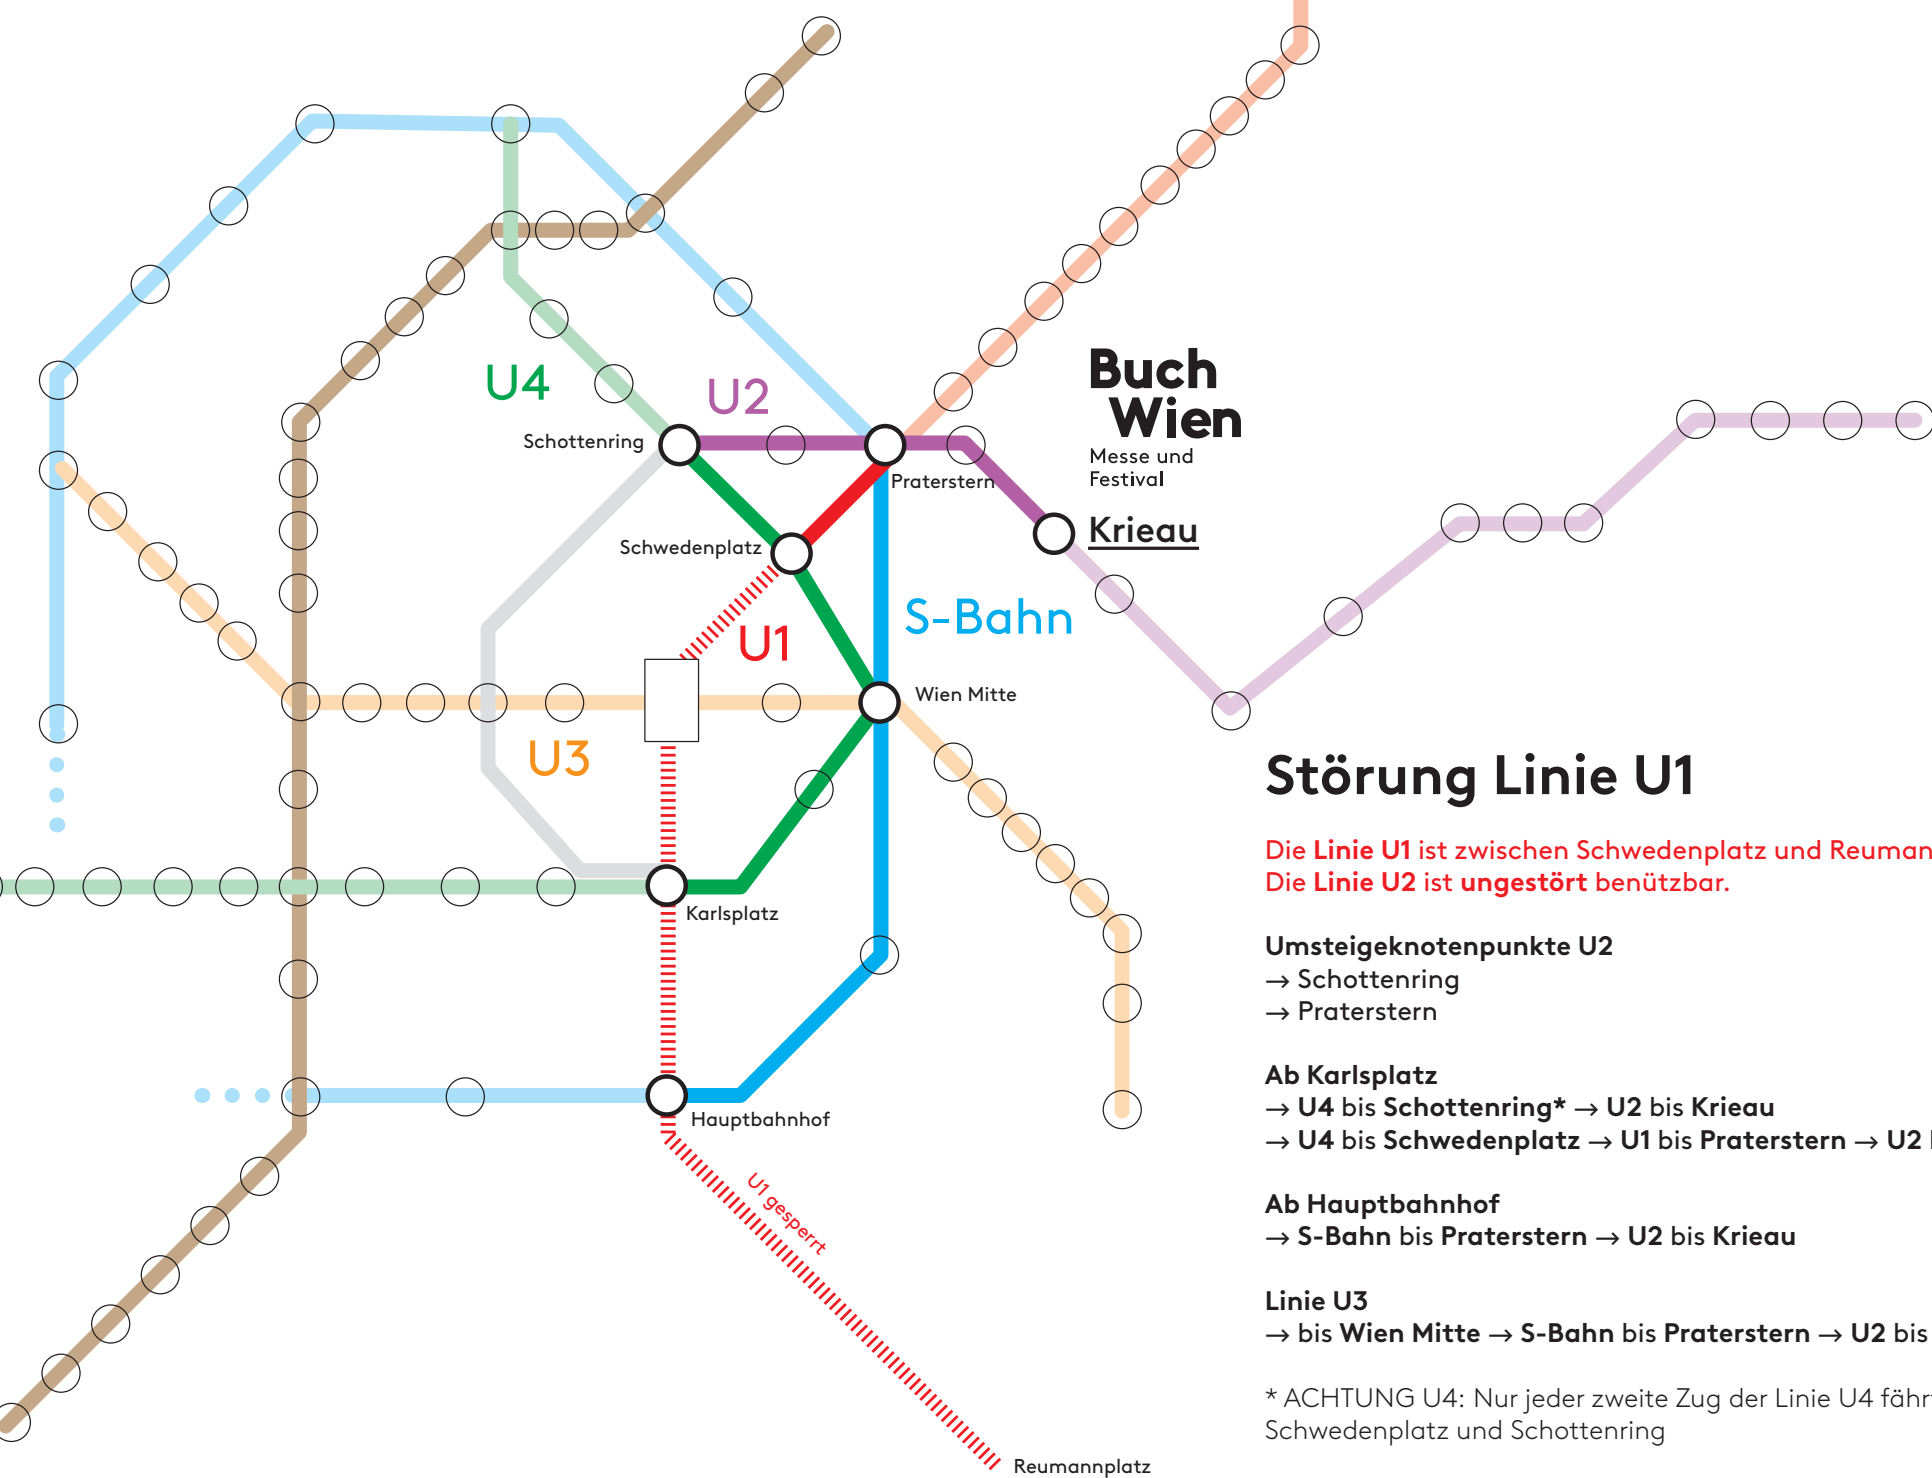 U4
U2
Schottenring
Buch
Wien
Messe und
Festival
Praterstern
Krieau
Schwedenplatz
S-Bahn
U1
Wien Mitte
U3
Karlsplatz
Hauptbahnhof
U1 gesperrt
Reumannplatz
Störung Linie U1
Die Linie U1 ist zwischen Schwedenplatz und
Die Linie U2 ist ungestört benützbar.
Umsteigeknotenpunkte U2
→ Schottenring
→ Praterstern
Ab Karlsplatz
→ U4 bis Schottenring* → U2 bis Krieau
→ U4 bis Schwedenplatz → U1 bis Praterstern → U2
Ab Hauptbahnhof
→ S-Bahn bis Praterstern → U2 bis Krieau
Linie U3
→ bis Wien Mitte → S-Bahn bis Praterstern → U2 bis
* ACHTUNG U4: Nur jeder zweite Zug der Linie U4
Schwedenplatz und Schottenring